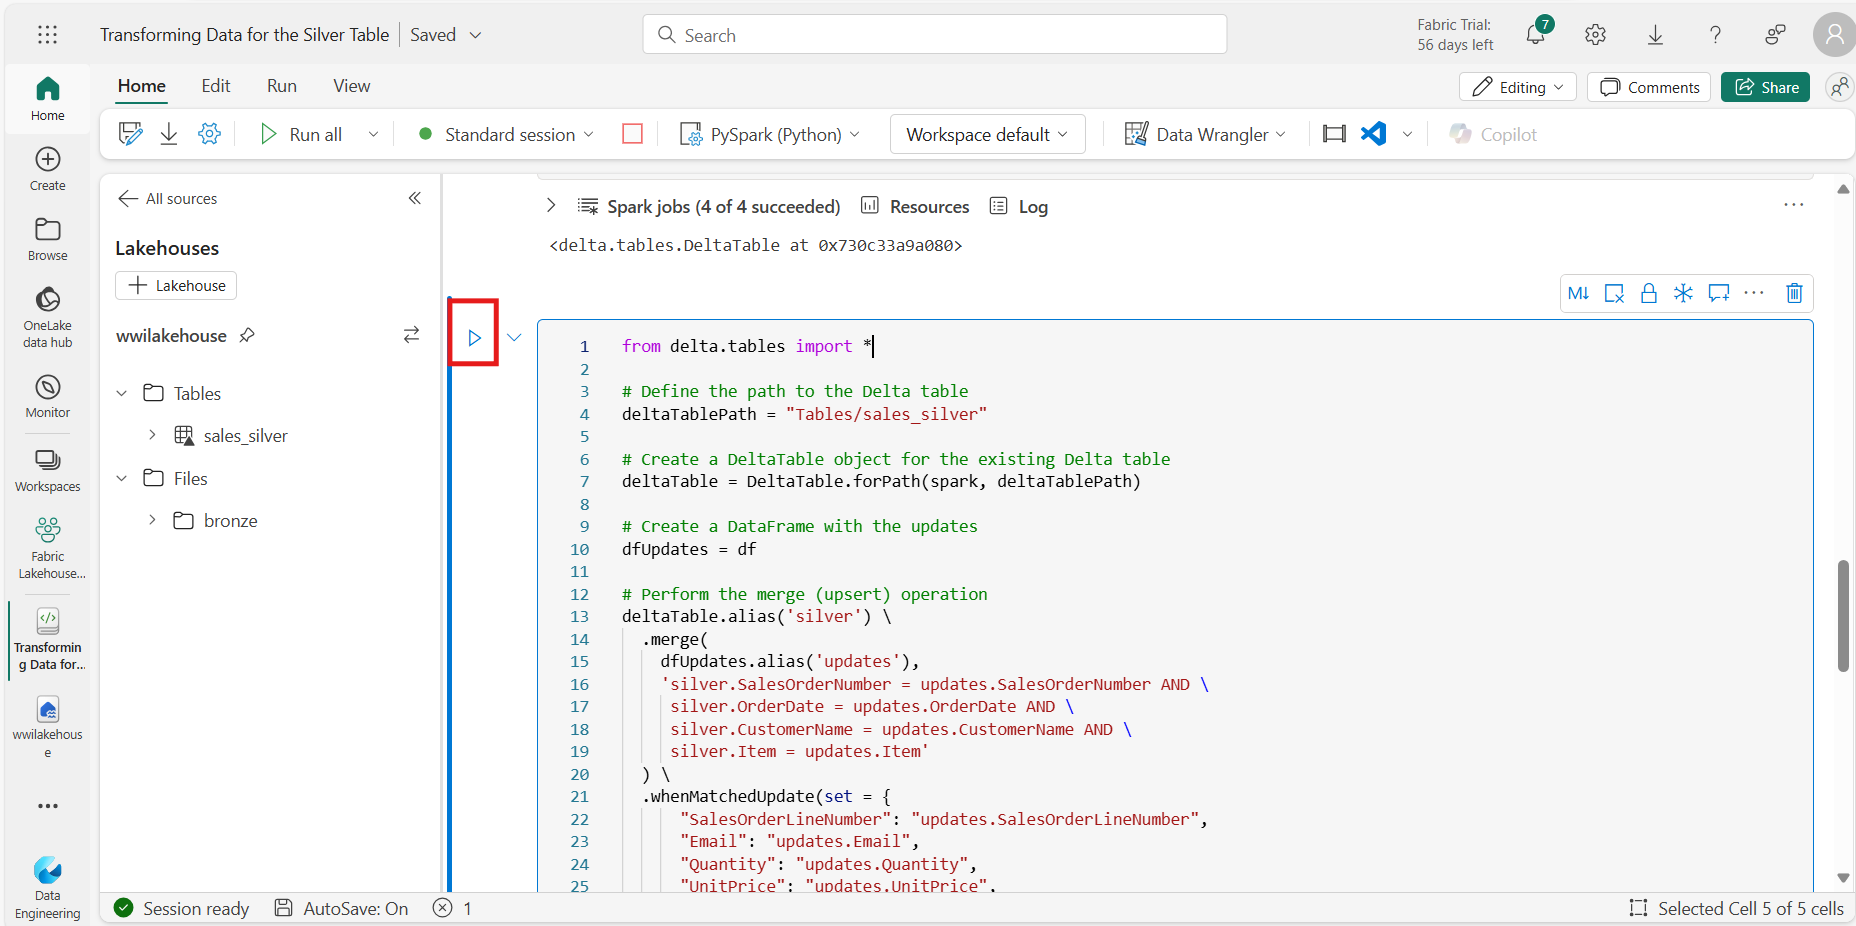 Transforming Data for the Silver Table | Saved
Search
Fabric Trial:
56 days left
7
Home
Edit
Run
View
Editing
Comments
Share
Run all
Standard session
PySpark (Python)
Workspace default
Data Wrangler
Copilot
Home
Create
Browse
OneLake
data hub
Monitor
Workspaces
Fabric
Lakehouse...
Transformin
g Data for...
wwilakehous
e
Data
Engineering
All sources
Lakehouses
Lakehouse
wwilakehouse
Tables
sales_silver
Files
bronze
Spark jobs (4 of 4 succeeded)
Resources
Log
<delta.tables.DeltaTable at 0x730c33a9a080>
M↓
1 from delta.tables import *
2
3 # Define the path to the Delta table
4 deltaTablePath = "Tables/sales_silver"
5
6 # Create a DeltaTable object for the existing Delta table
7 deltaTable = DeltaTable.forPath(spark, deltaTablePath)
8
9 # Create a DataFrame with the updates
10 dfUpdates = df
11
12 # Perform the merge (upsert) operation
13 deltaTable.alias('silver') \
14 .merge(
15 dfUpdates.alias('updates'),
16 'silver.SalesOrderNumber = updates.SalesOrderNumber AND \
17 silver.OrderDate = updates.OrderDate AND \
18 silver.CustomerName = updates.CustomerName AND \
19 silver.Item = updates.Item'
20 ) \
21 .whenMatchedUpdate(set = {
22 "SalesOrderLineNumber": "updates.SalesOrderLineNumber",
23 "Email": "updates.Email",
24 "Quantity": "updates.Quantity",
25 "UnitPrice": "updates.UnitPrice",
Session ready
AutoSave: On
1
Selected Cell 5 of 5 cells